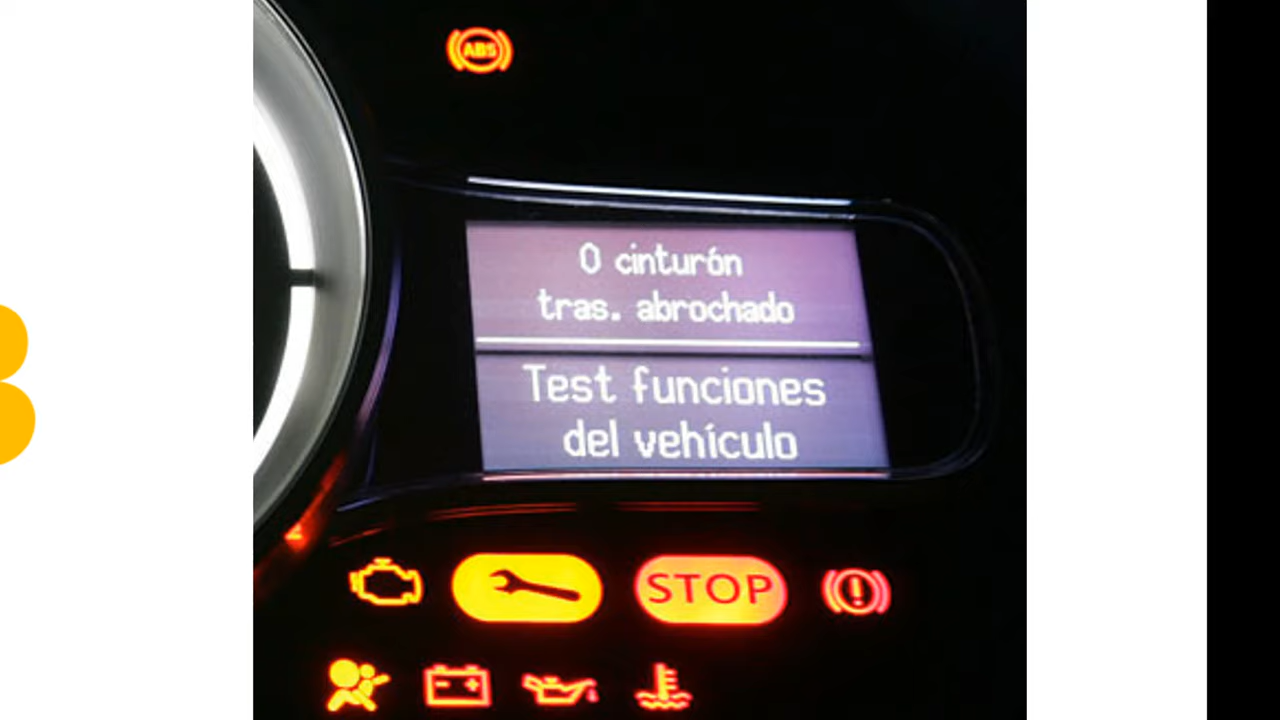 ABS
0 cinturón
tras. abrochado
Test funciones
del vehículo
STOP